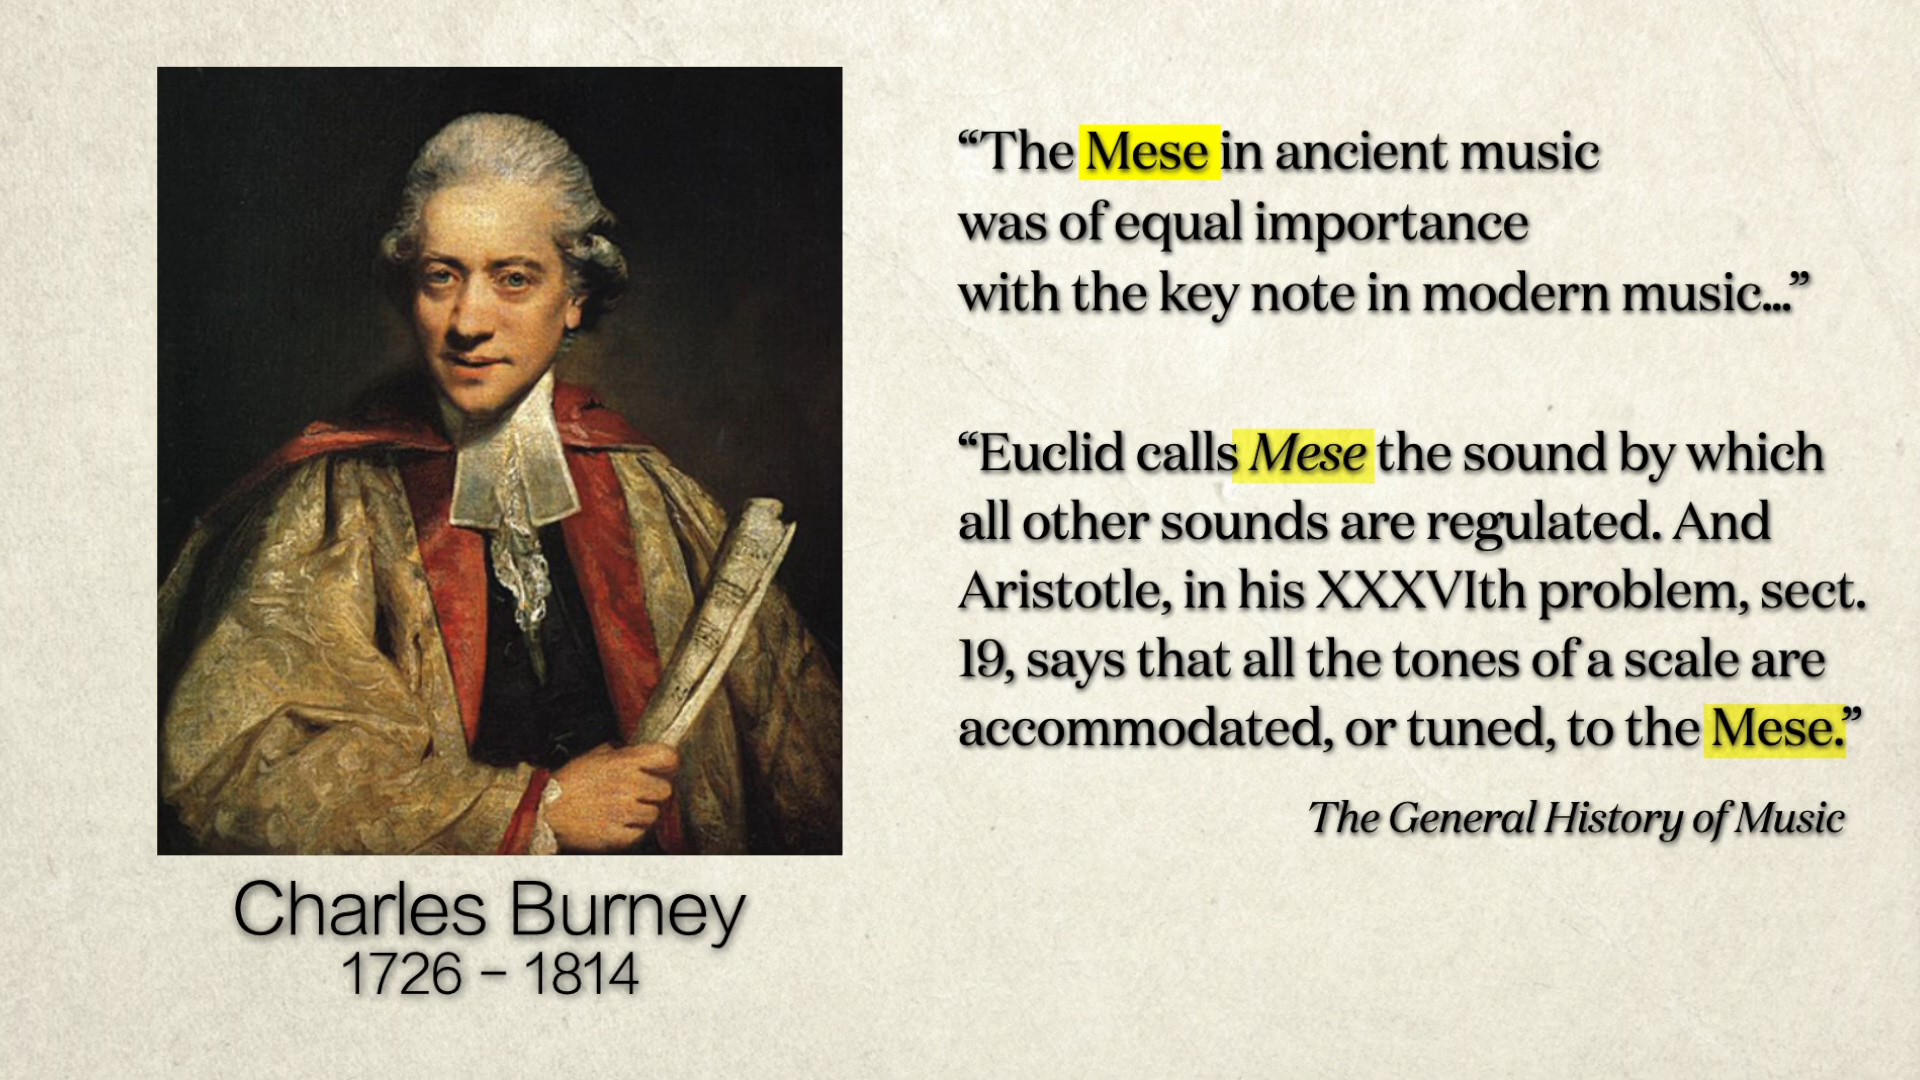 “The Mese in ancient music
was of equal importance
with the key note in modern music...”
“Euclid calls Mese the sound by which
all other sounds are regulated. And
Aristotle, in his XXXVIth problem, sect.
19, says that all the tones of a scale are
accommodated, or tuned, to the Mese.”
The General History of Music
Charles Burney
1726 – 1814